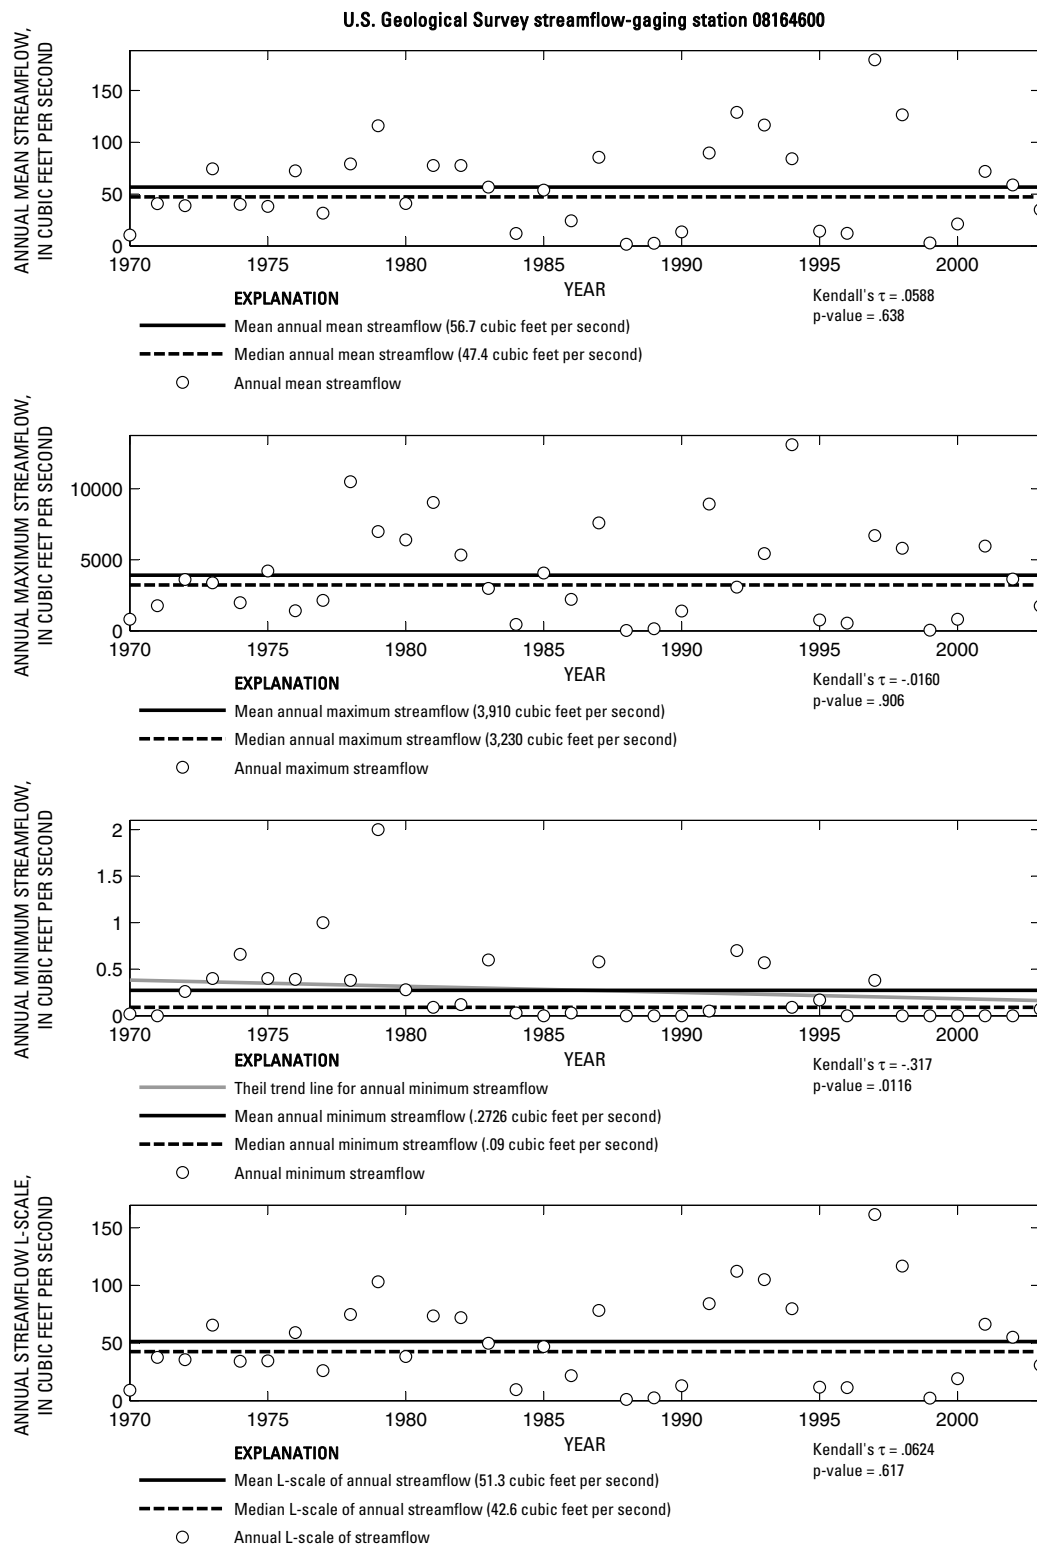 U.S. Geological Survey streamflow-gaging station 08164600
ANNUAL MEAN STREAMFLOW,
IN CUBIC FEET PER SECOND
150
100
50
0
1970 1975 1980 1985 1990 1995 2000
YEAR
Kendall's τ = .0588
p-value = .638
EXPLANATION
Mean annual mean streamflow (56.7 cubic feet per second)
Median annual mean streamflow (47.4 cubic feet per second)
Annual mean streamflow
ANNUAL MAXIMUM STREAMFLOW,
IN CUBIC FEET PER SECOND
10000
5000
0
1970 1975 1980 1985 1990 1995 2000
YEAR
Kendall's τ = -.0160
p-value = .906
EXPLANATION
Mean annual maximum streamflow (3,910 cubic feet per second)
Median annual maximum streamflow (3,230 cubic feet per second)
Annual maximum streamflow
ANNUAL MINIMUM STREAMFLOW,
IN CUBIC FEET PER SECOND
2
1.5
1
0.5
0
1970 1975 1980 1985 1990 1995 2000
YEAR
Kendall's τ = -.317
p-value = .0116
EXPLANATION
Theil trend line for annual minimum streamflow
Mean annual minimum streamflow (.2726 cubic feet per second)
Median annual minimum streamflow (.09 cubic feet per second)
Annual minimum streamflow
ANNUAL STREAMFLOW L-SCALE,
IN CUBIC FEET PER SECOND
150
100
50
0
1970 1975 1980 1985 1990 1995 2000
YEAR
Kendall's τ = .0624
p-value = .617
EXPLANATION
Mean L-scale of annual streamflow (51.3 cubic feet per second)
Median L-scale of annual streamflow (42.6 cubic feet per second)
Annual L-scale of streamflow